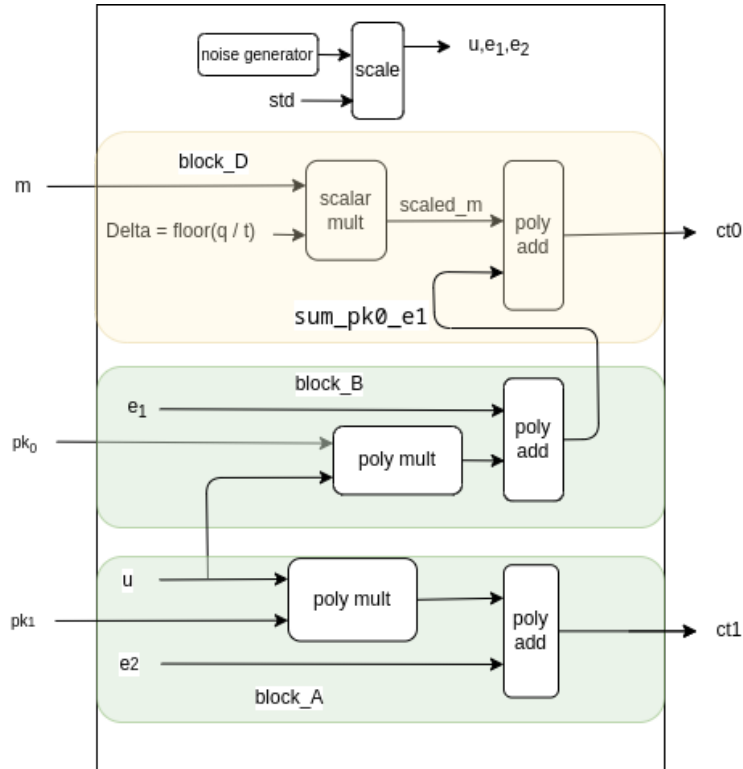 noise generator
scale
u,e1,e2
std
block_D
m
scalar
mult
scaled_m
poly
add
Delta = floor(q / t)
ct0
sum_pk0_e1
block_B
e1
poly
add
pk0
poly mult
u
poly mult
poly
add
pk1
ct1
e2
block_A